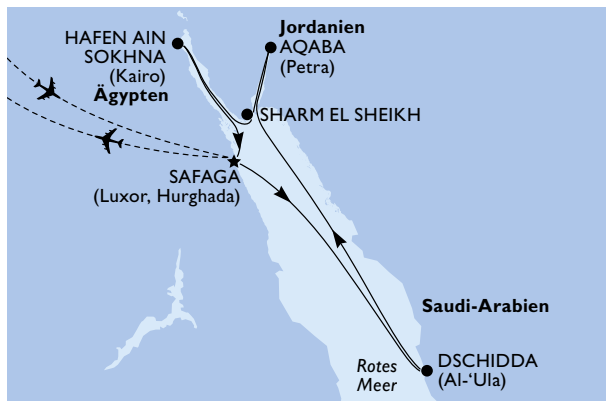 HAFEN AIN
SOKHNA
(Kairo)
Ägypten
Jordanien
AQABA
(Petra)
SHARM EL SHEIKH
SAFAGA
(Luxor, Hurghada)
Saudi-Arabien
Rotes
Meer
DSCHIDDA
(Al-‘Ula)